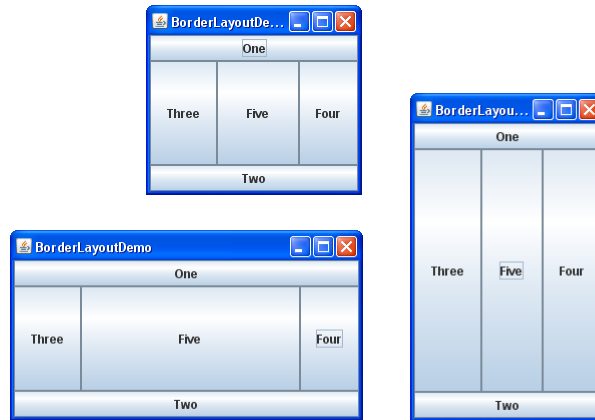 BorderLayoutDe...
One
Three Five Four
Two
BorderLayou...
One
Three Five Four
Two
BorderLayoutDemo
One
Three Five Four
Two